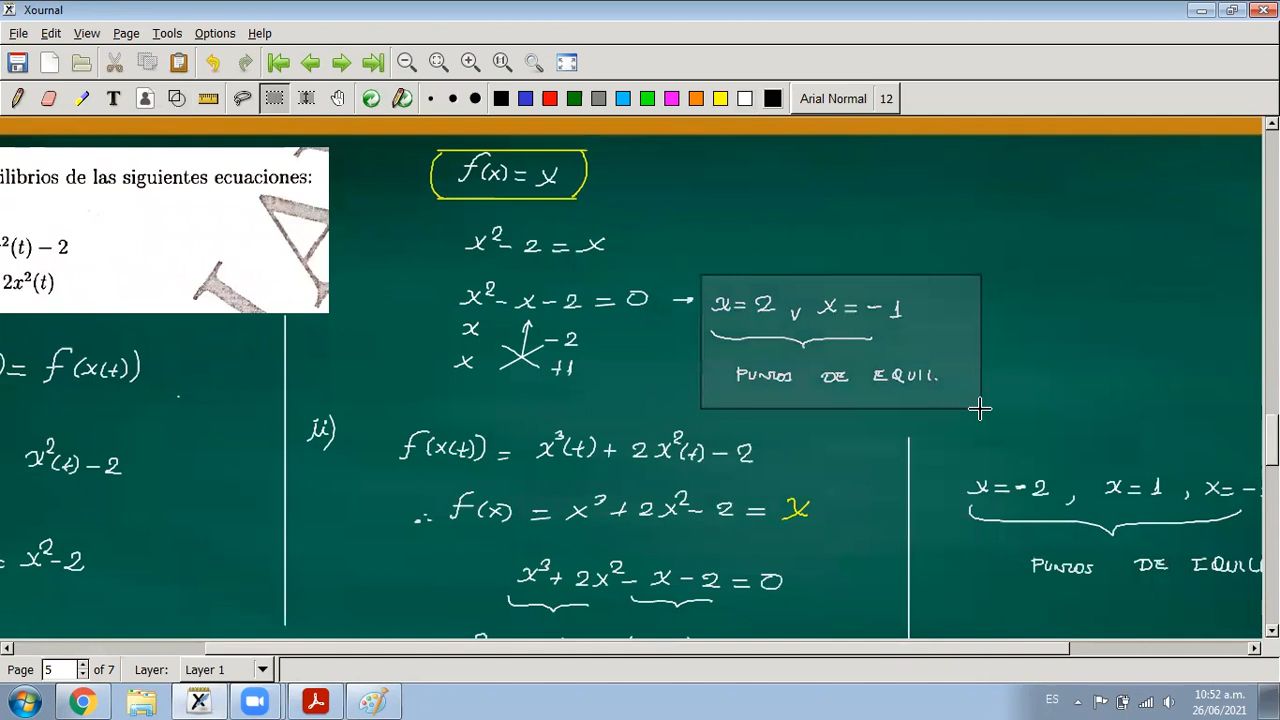 Xournal
File Edit View Page Tools Options Help
Arial Normal 12
ilibrios de las siguientes ecuaciones:
²(t) − 2
2x²(t)
) = f(x(t))
x²(t) - 2
= x² - 2
f(x) = x
x² - 2 = x
x² - x - 2 = 0 → x = 2 v x = -1
x -2
x +1
PUNTOS DE EQUIL.
ii)
f(x(t)) = x³(t) + 2x²(t) - 2
∴ f(x) = x³ + 2x² - 2 = x
x³ + 2x² - x - 2 = 0
x = -2 , x = 1 , x = -
PUNTOS DE EQUIL
Page 5 of 7 Layer: Layer 1
ES 10:52 a.m.
26/06/2021